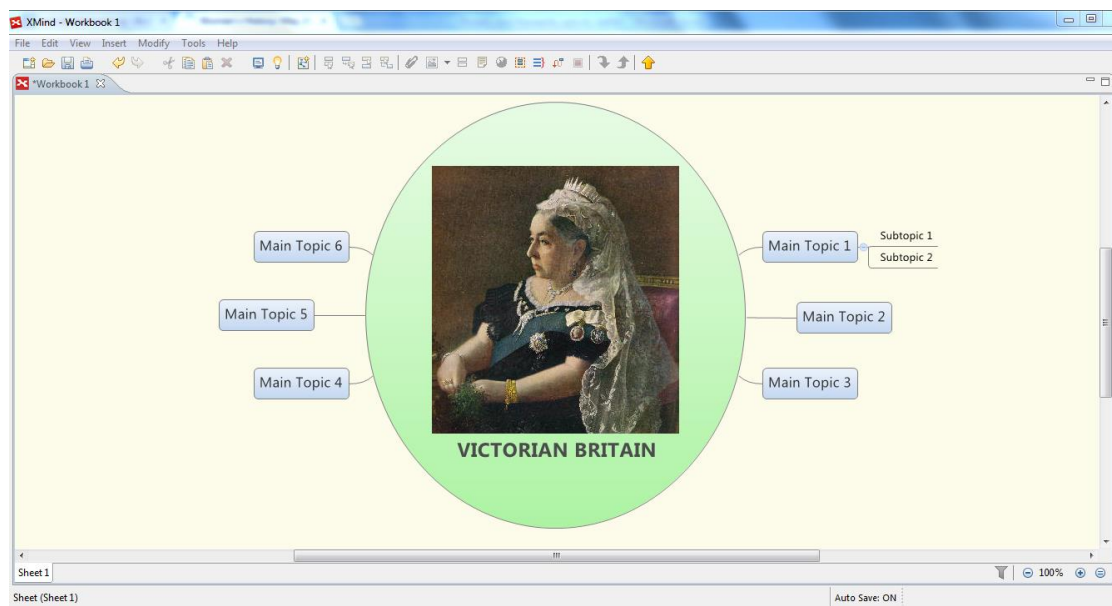 XMind - Workbook 1
File Edit View Insert Modify Tools Help
*Workbook 1
Main Topic 6
Main Topic 5
Main Topic 4
VICTORIAN BRITAIN
Main Topic 1
Subtopic 1
Subtopic 2
Main Topic 2
Main Topic 3
Sheet 1
100%
Sheet (Sheet 1)
Auto Save: ON